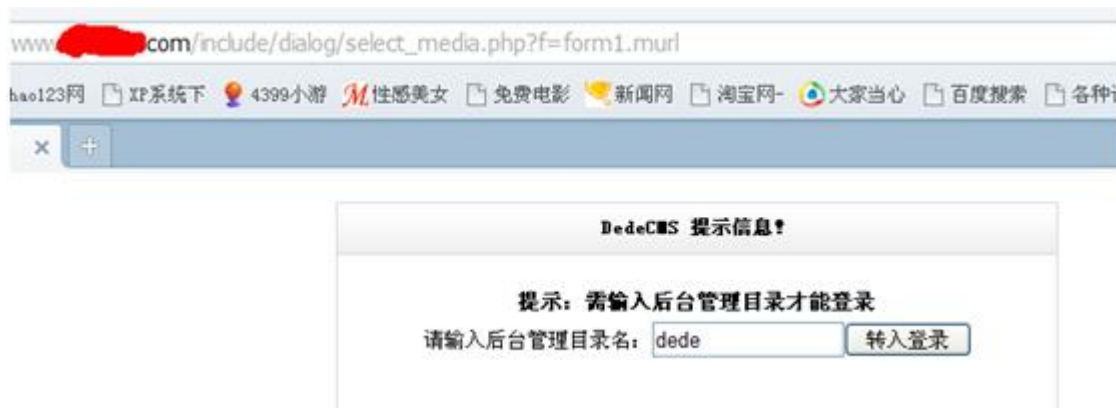 www com/include/dialog/select_media.php?f=form1.murl
hao123网 XP系统下 4399小游 性感美女 免费电影 新闻网 淘宝网- 大家当心 百度搜索 各种
DedeCMS 提示信息！
提示：需输入后台管理目录才能登录
请输入后台管理目录名： dede 转入登录